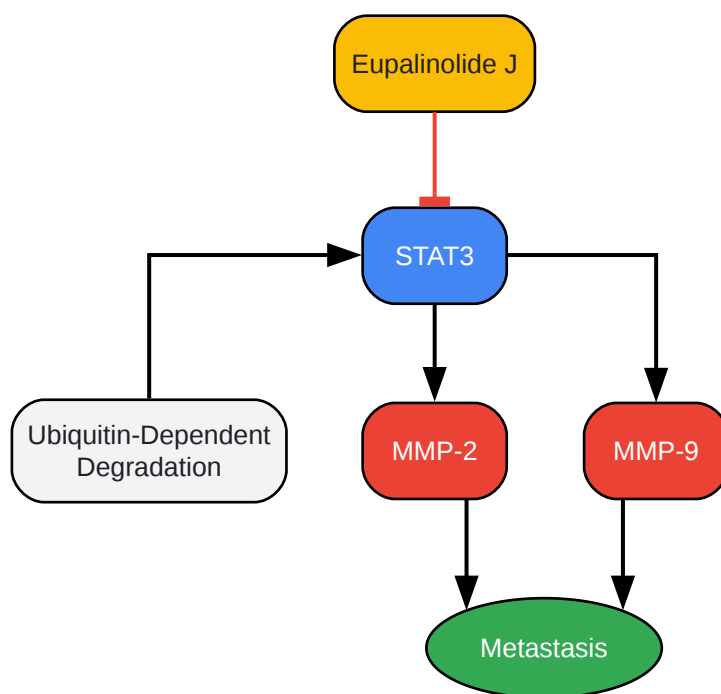 Eupalinolide J
STAT3
Ubiquitin-Dependent
Degradation
MMP-2
MMP-9
Metastasis